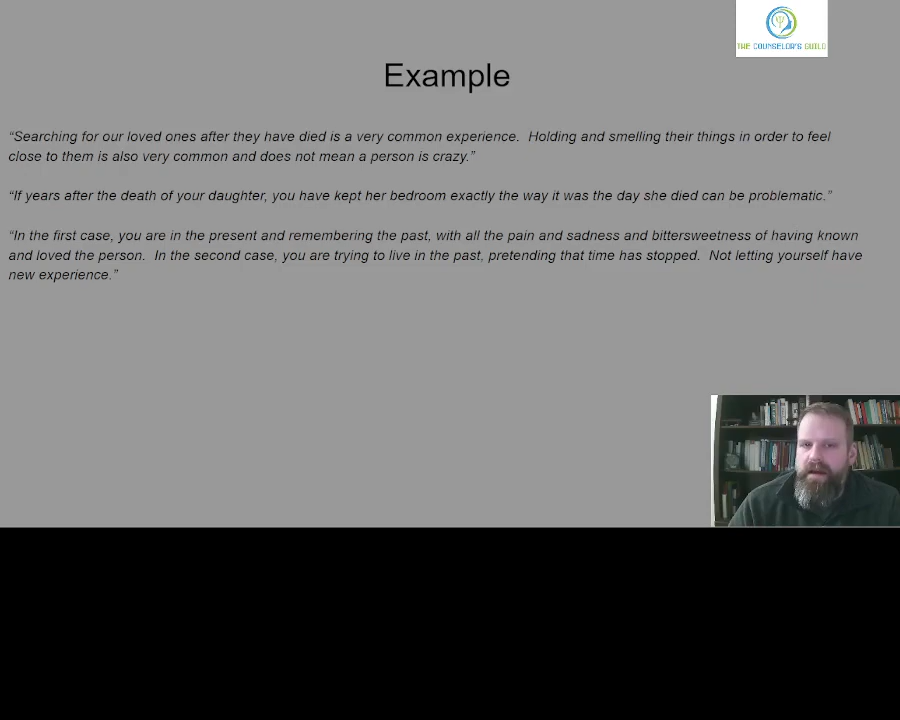 THE COUNSELOR'S GUILD
Example
“Searching for our loved ones after they have died is a very common experience.  Holding and smelling their things in order to feel
close to them is also very common and does not mean a person is crazy.”
“If years after the death of your daughter, you have kept her bedroom exactly the way it was the day she died can be problematic.”
“In the first case, you are in the present and remembering the past, with all the pain and sadness and bittersweetness of having known
and loved the person.  In the second case, you are trying to live in the past, pretending that time has stopped.  Not letting yourself have
new experience.”